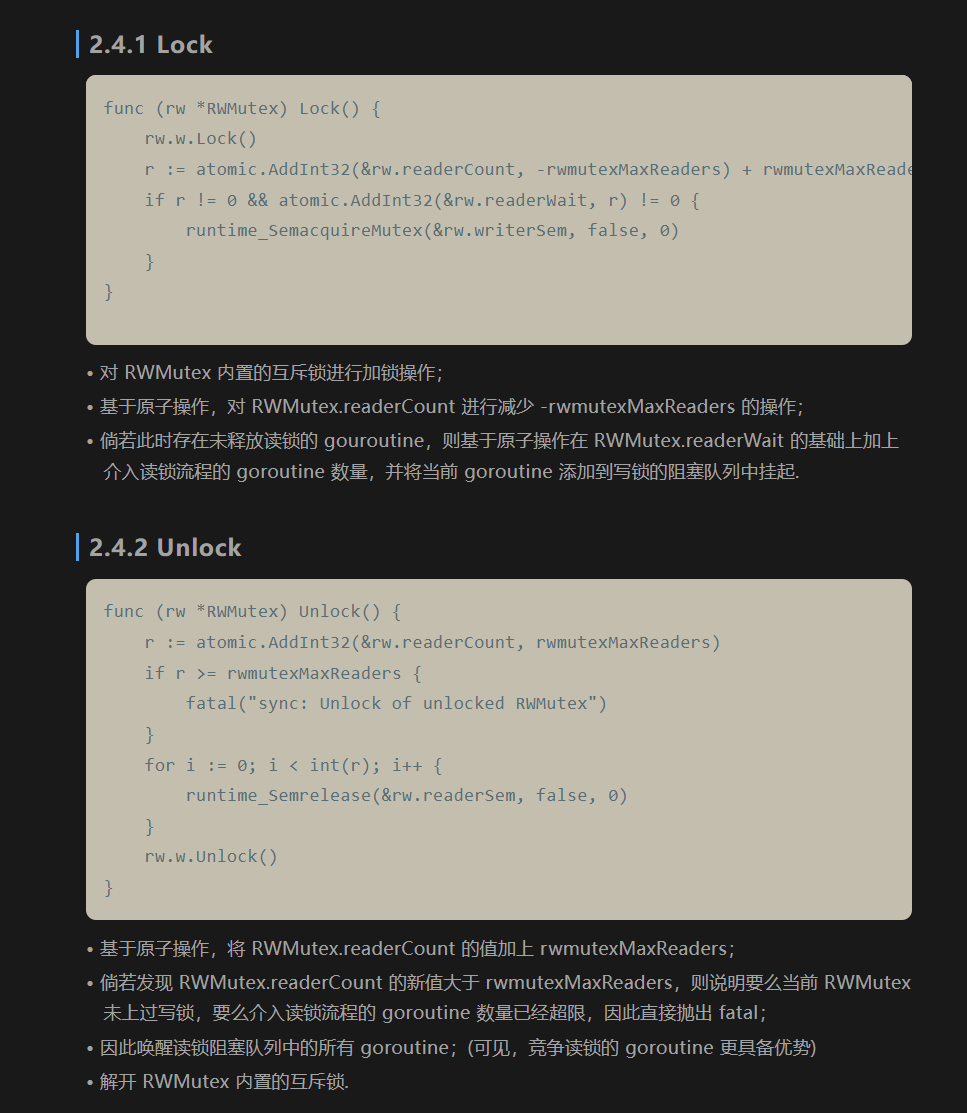 2.4.1 Lock
func (rw *RWMutex) Lock() {
    rw.w.Lock()
    r := atomic.AddInt32(&rw.readerCount, -rwmutexMaxReaders) + rwmutexMaxReade
    if r != 0 && atomic.AddInt32(&rw.readerWait, r) != 0 {
        runtime_SemacquireMutex(&rw.writerSem, false, 0)
    }
}
• 对 RWMutex 内置的互斥锁进行加锁操作；
• 基于原子操作，对 RWMutex.readerCount 进行减少 -rwmutexMaxReaders 的操作；
• 倘若此时存在未释放读锁的 gouroutine，则基于原子操作在 RWMutex.readerWait 的基础上加上
介入读锁流程的 goroutine 数量，并将当前 goroutine 添加到写锁的阻塞队列中挂起.
2.4.2 Unlock
func (rw *RWMutex) Unlock() {
    r := atomic.AddInt32(&rw.readerCount, rwmutexMaxReaders)
    if r >= rwmutexMaxReaders {
        fatal("sync: Unlock of unlocked RWMutex")
    }
    for i := 0; i < int(r); i++ {
        runtime_Semrelease(&rw.readerSem, false, 0)
    }
    rw.w.Unlock()
}
• 基于原子操作，将 RWMutex.readerCount 的值加上 rwmutexMaxReaders；
• 倘若发现 RWMutex.readerCount 的新值大于 rwmutexMaxReaders，则说明要么当前 RWMutex
未上过写锁，要么介入读锁流程的 goroutine 数量已经超限，因此直接抛出 fatal；
• 因此唤醒读锁阻塞队列中的所有 goroutine；(可见，竞争读锁的 goroutine 更具备优势)
• 解开 RWMutex 内置的互斥锁.